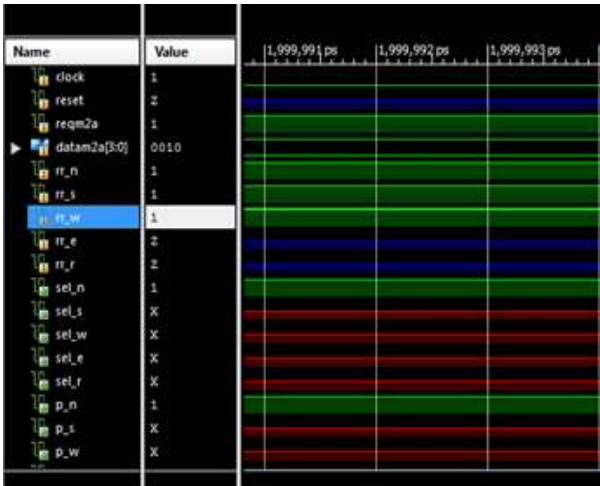 Name Value 1,999,991 ps 1,999,992 ps 1,999,993 ps
clock 1
reset Z
reqm2a 1
datam2a[3:0] 0010
rr_n 1
rr_s 1
rr_w 1
rr_e Z
rr_r Z
sel_n 1
sel_s X
sel_w X
sel_e X
sel_r X
p_n 1
p_s X
p_w X